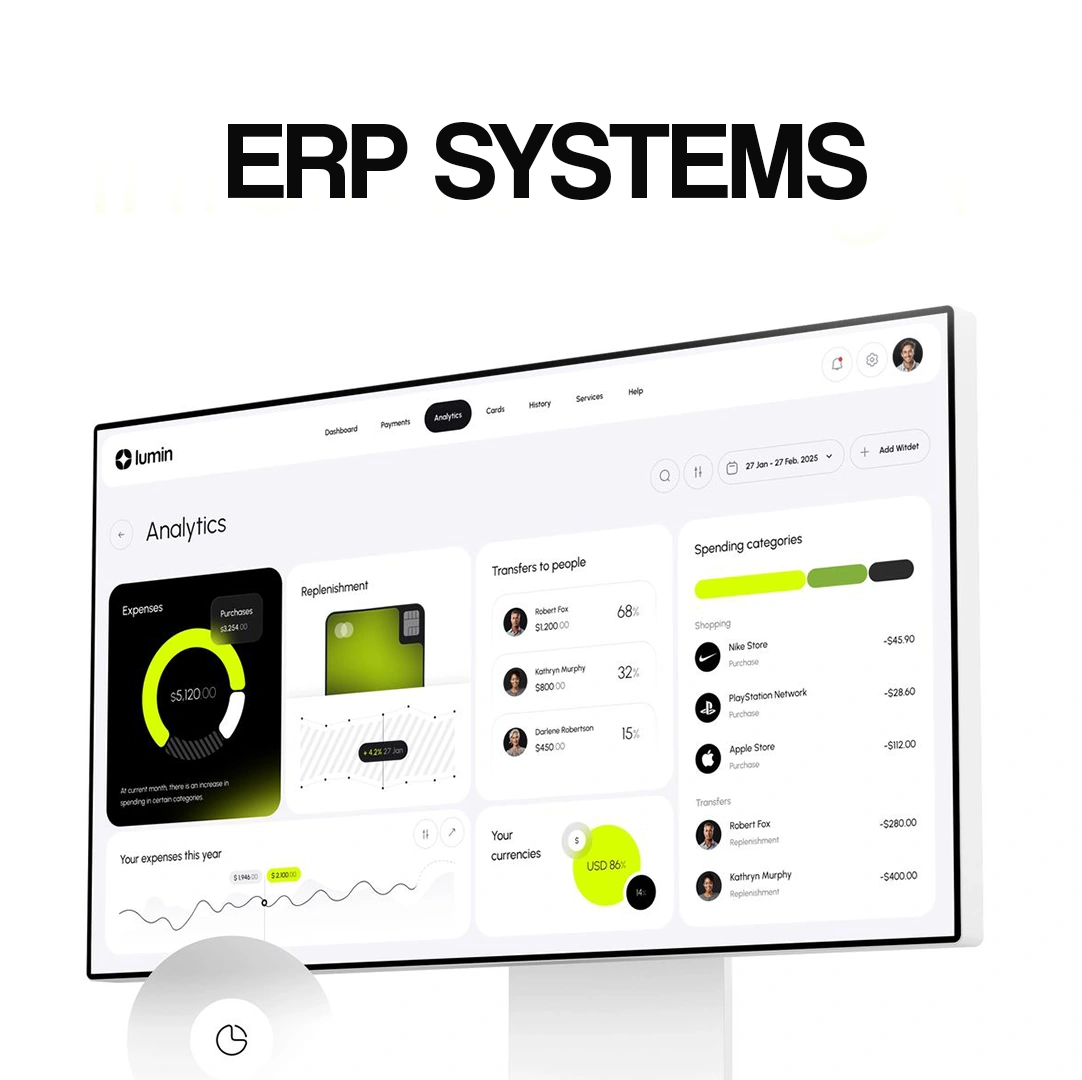 ERP SYSTEMS
lumin
Dashboard
Payments
Analytics
Cards
History
Services
Help
Analytics
27 Jan - 27 Feb, 2025
Add Witdet
Expenses
Purchases
$3,254.00
$5,120.00
At current month, there is an increase in
spending in certain categories.
Replenishment
+ 4.2% 27 Jan
Transfers to people
Robert Fox
$1,200.00
68%
Kathryn Murphy
$800.00
32%
Darlene Robertson
$450.00
15%
Spending categories
Shopping
Nike Store
Purchase
-$45.90
PlayStation Network
Purchase
-$28.60
Apple Store
Purchase
-$112.00
Transfers
Robert Fox
Replenishment
-$280.00
Kathryn Murphy
Replenishment
-$400.00
Your expenses this year
$ 1,946.00
$ 2,100.00
Your
currencies
$
USD 86%
14%